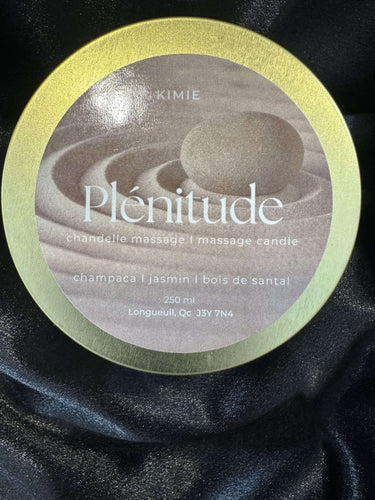 KIMIE
Plénitude
chandelle massage l massage candle
champaca l jasmin l bois de santal
250 ml
Longueuil, Qc J3Y 7N4